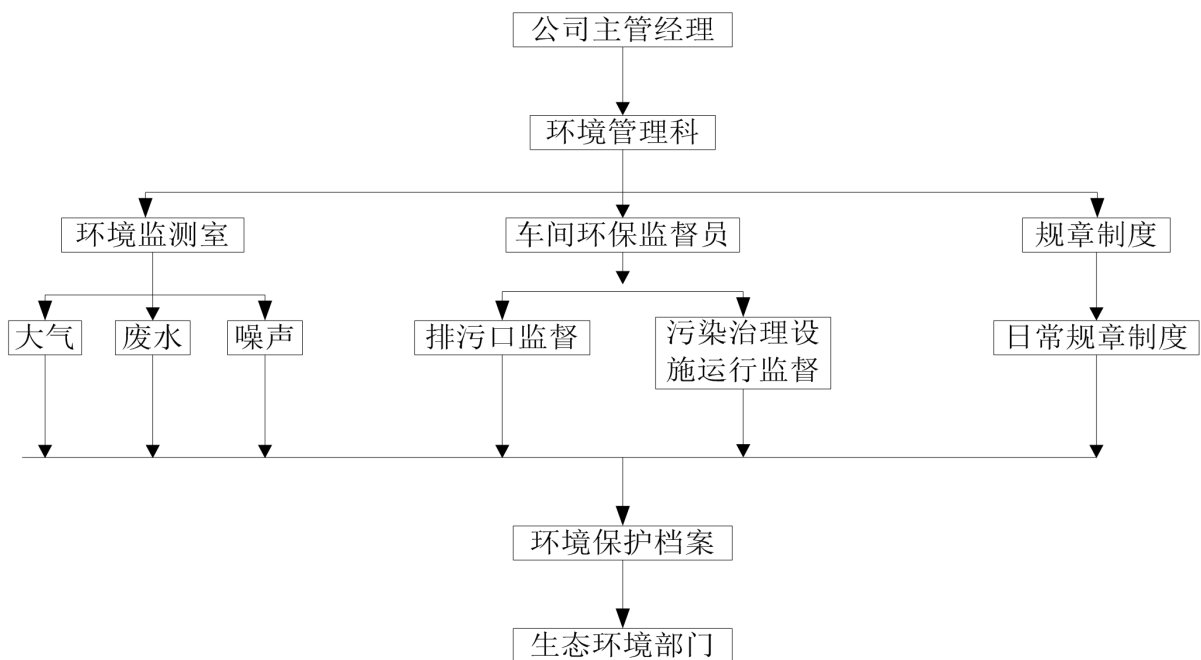 公司主管经理
环境管理科
环境监测室
车间环保监督员
规章制度
大气
废水
噪声
排污口监督
污染治理设
施运行监督
日常规章制度
环境保护档案
生态环境部门